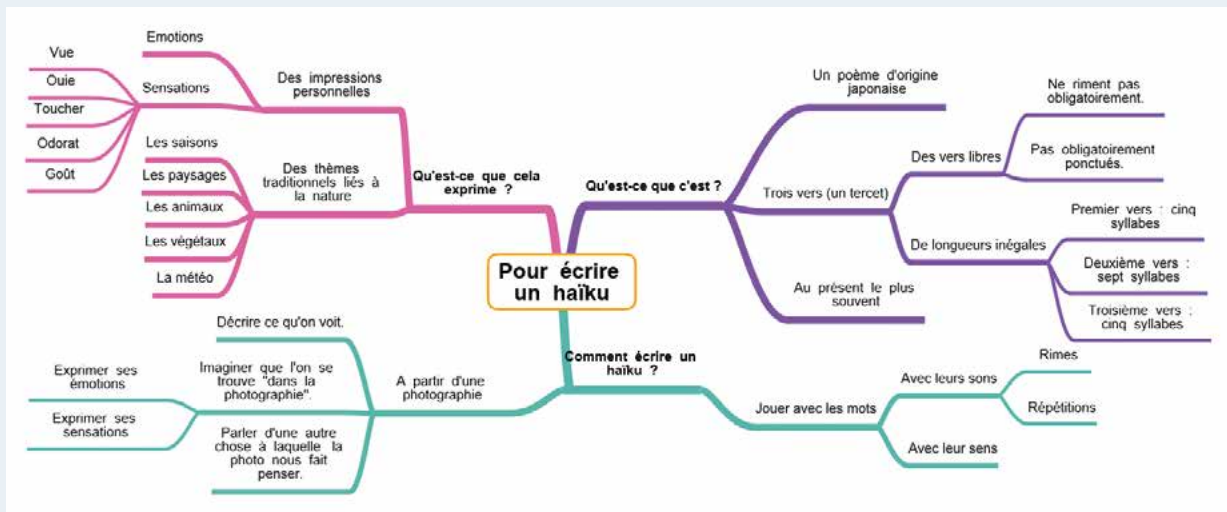 Pour écrire
un haïku
Qu'est-ce que c'est ?
Un poème d'origine
japonaise
Trois vers (un tercet)
Des vers libres
Ne riment pas
obligatoirement.
Pas obligatoirement
ponctués.
De longueurs inégales
Premier vers : cinq
syllabes
Deuxième vers :
sept syllabes
Troisième vers :
cinq syllabes
Au présent le plus
souvent
Comment écrire un
haïku ?
Jouer avec les mots
Avec leurs sons
Rimes
Répétitions
Avec leur sens
A partir d'une
photographie
Décrire ce qu'on voit.
Imaginer que l'on se
trouve "dans la
photographie".
Exprimer ses
émotions
Exprimer ses
sensations
Parler d'une autre
chose à laquelle la
photo nous fait
penser.
Qu'est-ce que cela
exprime ?
Des impressions
personnelles
Emotions
Sensations
Vue
Ouie
Toucher
Odorat
Goût
Des thèmes
traditionnels liés à
la nature
Les saisons
Les paysages
Les animaux
Les végétaux
La météo